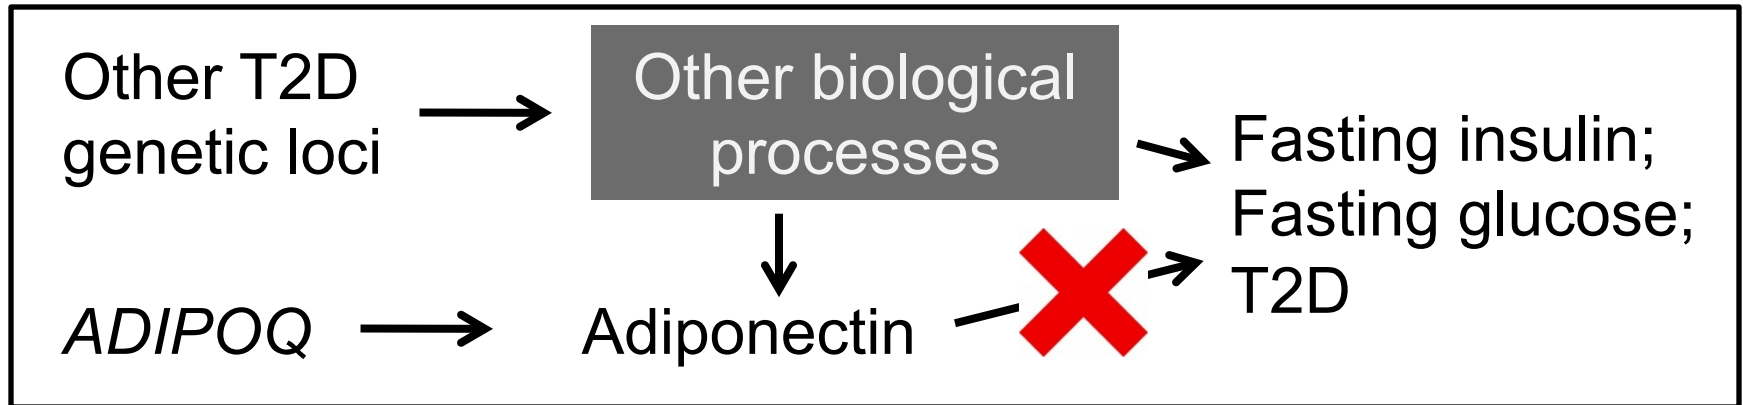 Other T2D
genetic loci
Other biological
processes
Fasting insulin;
Fasting glucose;
T2D
ADIPOQ
Adiponectin